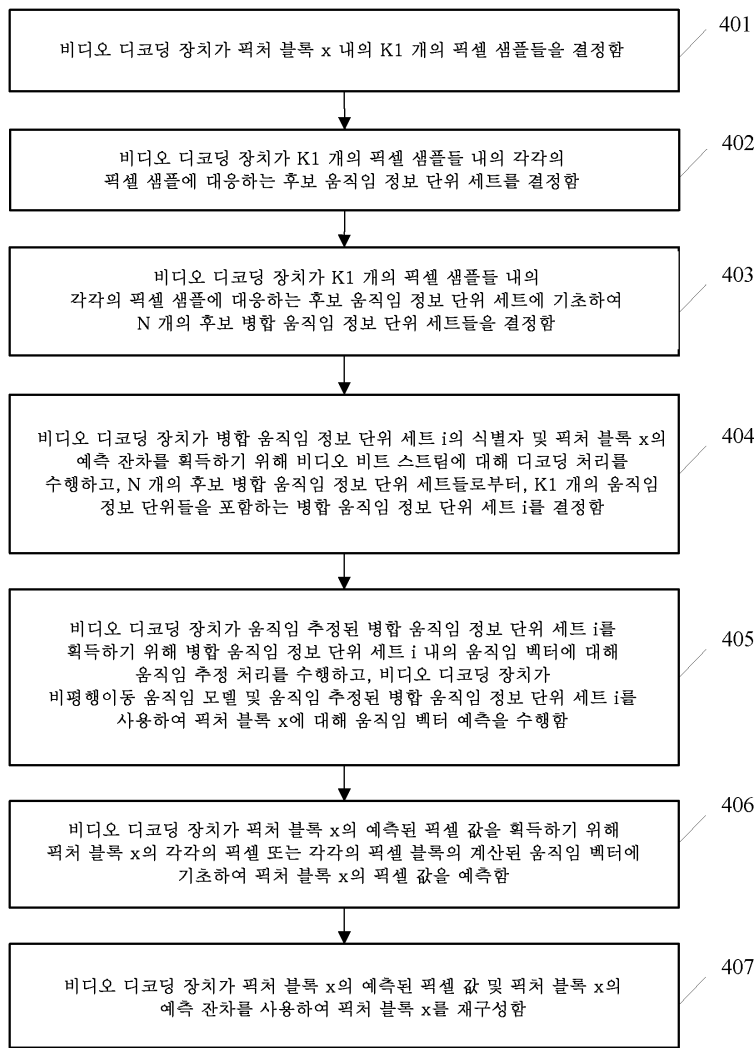 비디오 디코딩 장치가 픽처 블록 x 내의 K1 개의 픽셀 샘플들을 결정함
401
비디오 디코딩 장치가 K1 개의 픽셀 샘플들 내의 각각의
픽셀 샘플에 대응하는 후보 움직임 정보 단위 세트를 결정함
402
비디오 디코딩 장치가 K1 개의 픽셀 샘플들 내의
각각의 픽셀 샘플에 대응하는 후보 움직임 정보 단위 세트에 기초하여
N 개의 후보 병합 움직임 정보 단위 세트들을 결정함
403
비디오 디코딩 장치가 병합 움직임 정보 단위 세트 i의 식별자 및 픽처 블록 x의
예측 잔차를 획득하기 위해 비디오 비트 스트림에 대해 디코딩 처리를
수행하고, N 개의 후보 병합 움직임 정보 단위 세트들로부터, K1 개의 움직임
정보 단위들을 포함하는 병합 움직임 정보 단위 세트 i를 결정함
404
비디오 디코딩 장치가 움직임 추정된 병합 움직임 정보 단위 세트 i를
획득하기 위해 병합 움직임 정보 단위 세트 i 내의 움직임 벡터에 대해
움직임 추정 처리를 수행하고, 비디오 디코딩 장치가
비평행이동 움직임 모델 및 움직임 추정된 병합 움직임 정보 단위 세트 i를
사용하여 픽처 블록 x에 대해 움직임 벡터 예측을 수행함
405
비디오 디코딩 장치가 픽처 블록 x의 예측된 픽셀 값을 획득하기 위해
픽처 블록 x의 각각의 픽셀 또는 각각의 픽셀 블록의 계산된 움직임 벡터에
기초하여 픽처 블록 x의 픽셀 값을 예측함
406
비디오 디코딩 장치가 픽처 블록 x의 예측된 픽셀 값 및 픽처 블록 x의
예측 잔차를 사용하여 픽처 블록 x를 재구성함
407